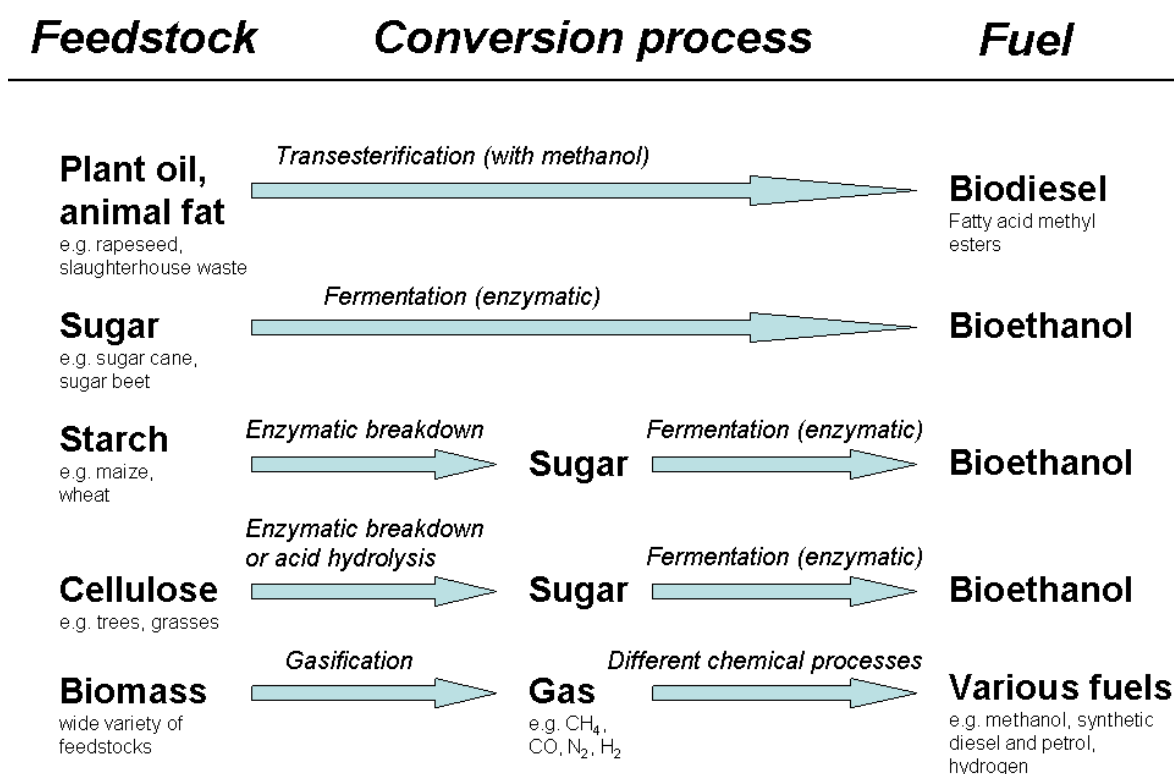 Feedstock Conversion process Fuel
Transesterification (with methanol)
Plant oil,
animal fat
e.g. rapeseed,
slaughterhouse waste
Biodiesel
Fatty acid methyl
esters
Fermentation (enzymatic)
Sugar
e.g. sugar cane,
sugar beet
Bioethanol
Starch
e.g. maize,
wheat
Enzymatic breakdown
Sugar
Fermentation (enzymatic)
Bioethanol
Enzymatic breakdown
or acid hydrolysis
Cellulose
e.g. trees, grasses
Sugar
Fermentation (enzymatic)
Bioethanol
Gasification
Biomass
wide variety of
feedstocks
Gas
e.g. CH₄,
CO, N₂, H₂
Different chemical processes
Various fuels
e.g. methanol, synthetic
diesel and petrol,
hydrogen